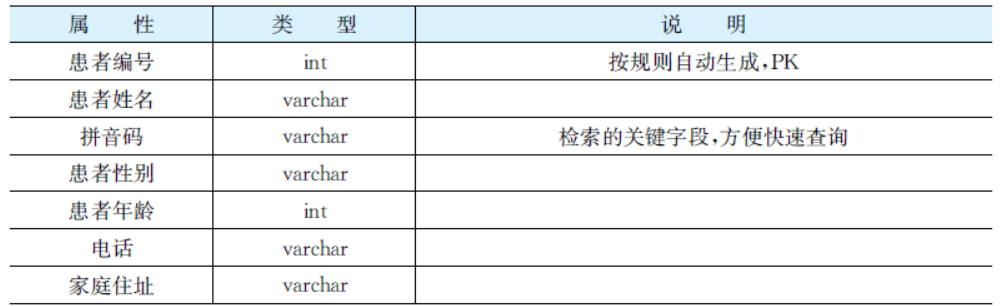 属 性 类 型 说 明
患者编号 int 按规则自动生成,PK
患者姓名 varchar
拼音码 varchar 检索的关键字段,方便快速查询
患者性别 varchar
患者年龄 int
电话 varchar
家庭住址 varchar